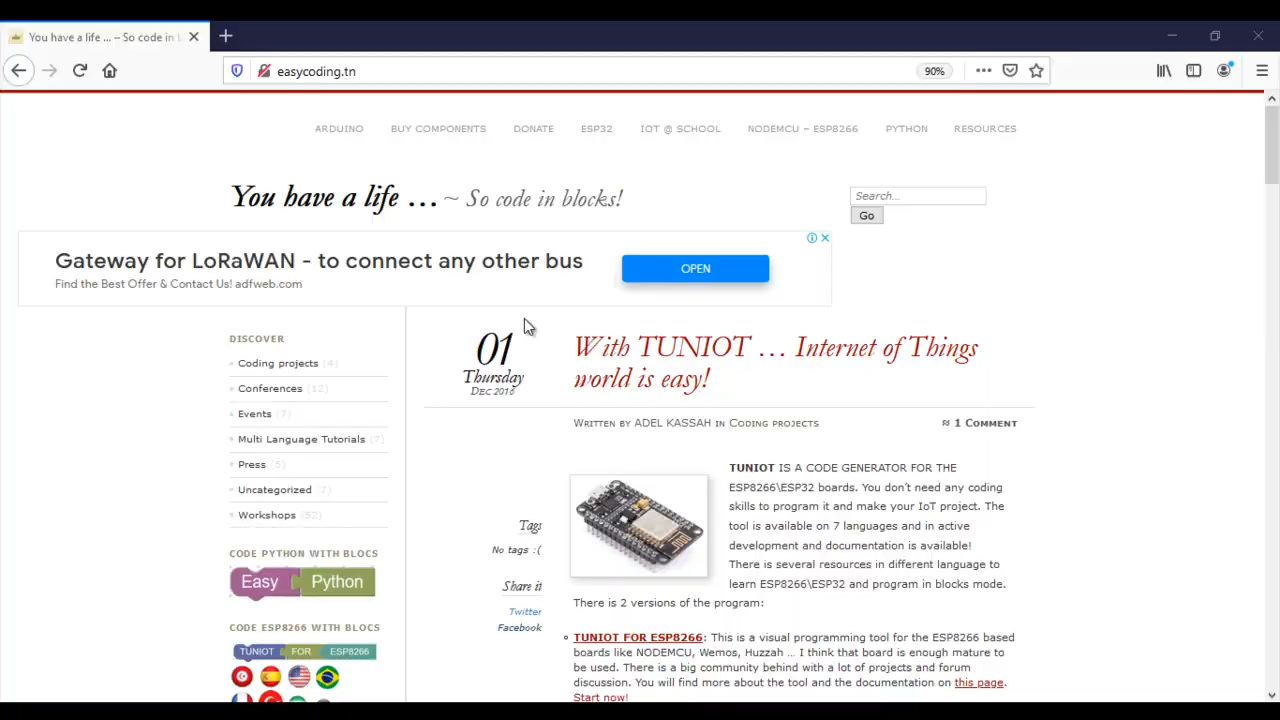 You have a life ... – So code in b
easycoding.tn
90%
ARDUINO BUY COMPONENTS DONATE ESP32 IOT @ SCHOOL NODEMCU – ESP8266 PYTHON RESOURCES
You have a life … ~ So code in blocks!
Search...
Go
Gateway for LoRaWAN - to connect any other bus
Find the Best Offer & Contact Us! adfweb.com
OPEN
DISCOVER
Coding projects (4)
Conferences (12)
Events (7)
Multi Language Tutorials (7)
Press (5)
Uncategorized (7)
Workshops (52)
CODE PYTHON WITH BLOCS
Easy Python
CODE ESP8266 WITH BLOCS
TUNIOT FOR ESP8266
01
Thursday
DEC 2016
With TUNIOT … Internet of Things
world is easy!
WRITTEN BY ADEL KASSAH IN CODING PROJECTS
≈ 1 COMMENT
Tags
No tags :(
Share it
Twitter
Facebook
TUNIOT IS A CODE GENERATOR FOR THE
ESP8266\ESP32 boards. You don't need any coding
skills to program it and make your IoT project. The
tool is available on 7 languages and in active
development and documentation is available!
There is several resources in different language to
learn ESP8266\ESP32 and program in blocks mode.
There is 2 versions of the program:
TUNIOT FOR ESP8266: This is a visual programming tool for the ESP8266 based
boards like NODEMCU, Wemos, Huzzah … I think that board is enough mature to
be used. There is a big community behind with a lot of projects and forum
discussion. You will find more about the tool and the documentation on this page.
Start now!